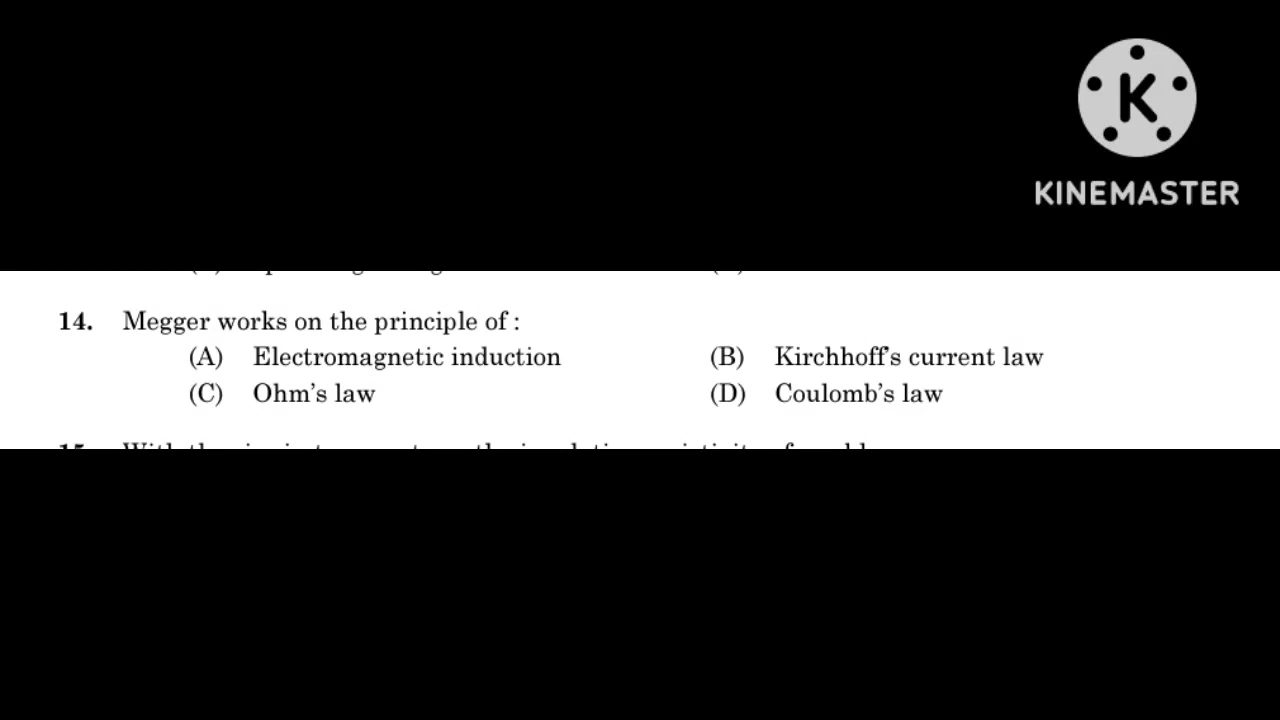 K
KINEMASTER
14. Megger works on the principle of :
(A) Electromagnetic induction (B) Kirchhoff's current law
(C) Ohm's law (D) Coulomb's law